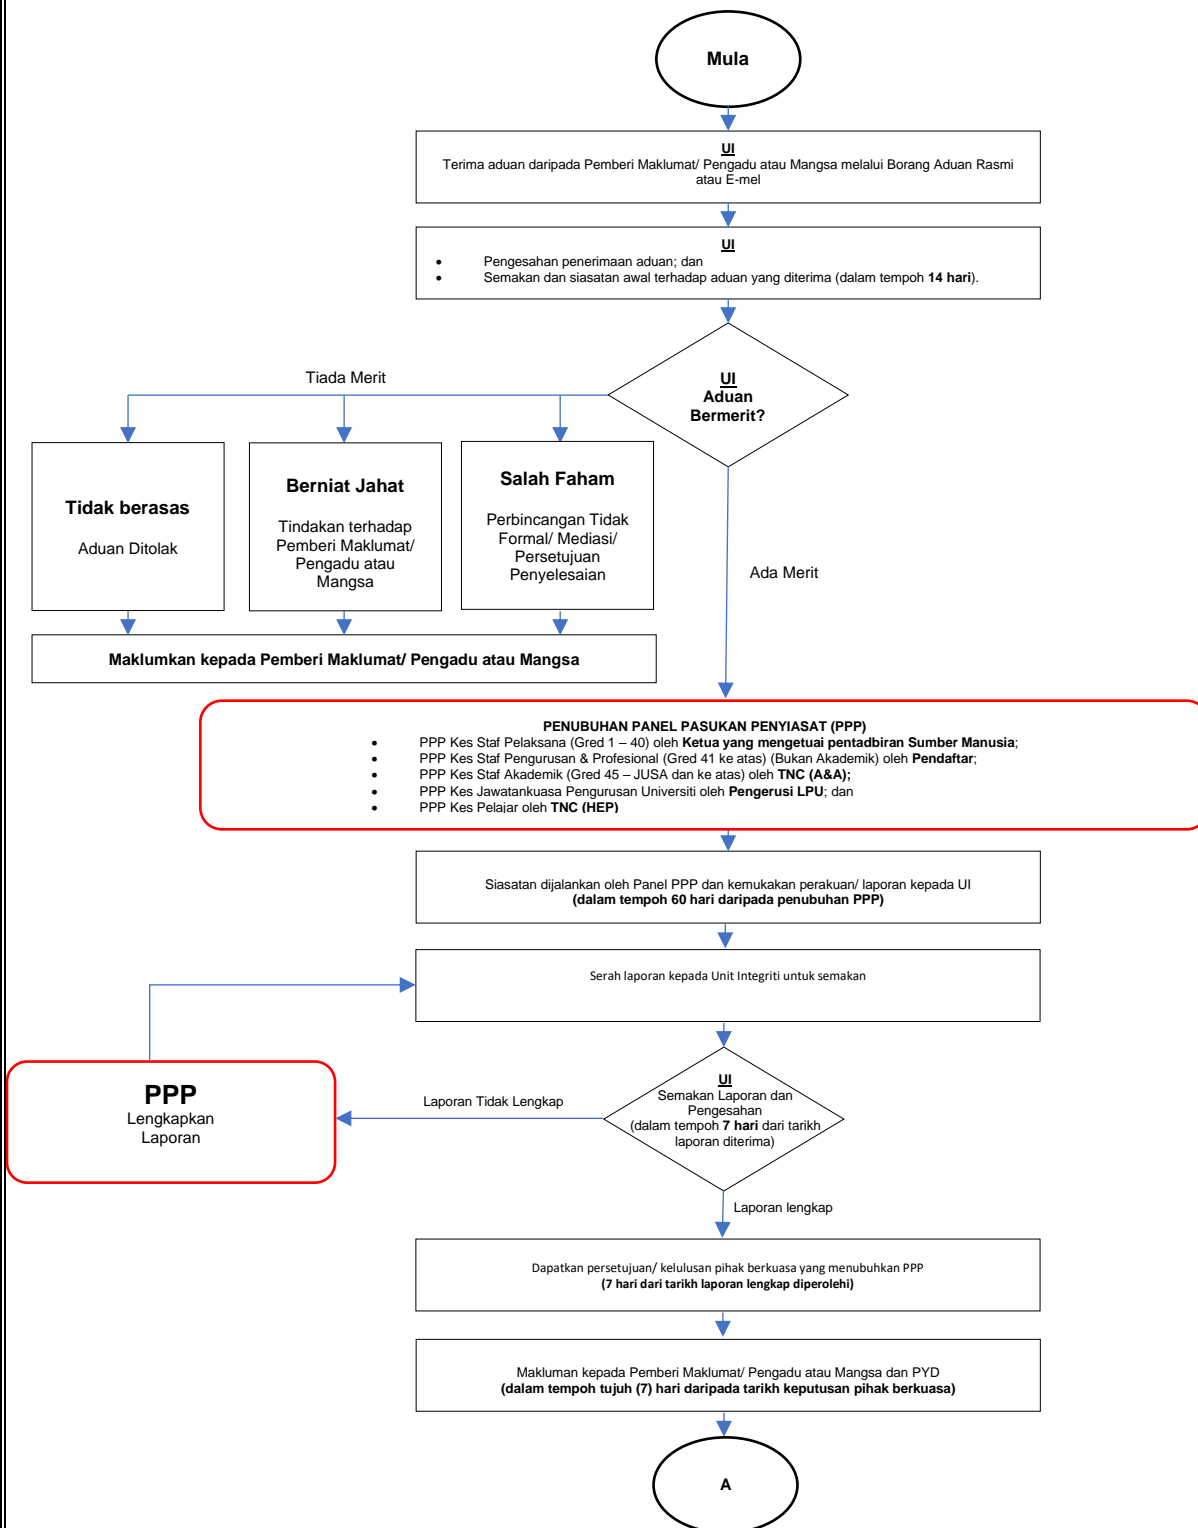 Mula
UI
Terima aduan daripada Pemberi Maklumat/ Pengadu atau Mangsa melalui Borang Aduan Rasmi
atau E-mel
UI
• Pengesahan penerimaan aduan; dan
• Semakan dan siasatan awal terhadap aduan yang diterima (dalam tempoh 14 hari).
UI
Aduan
Bermerit?
Tiada Merit
Tidak berasas
Aduan Ditolak
Berniat Jahat
Tindakan terhadap
Pemberi Maklumat/
Pengadu atau
Mangsa
Salah Faham
Perbincangan Tidak
Formal/ Mediasi/
Persetujuan
Penyelesaian
Ada Merit
Maklumkan kepada Pemberi Maklumat/ Pengadu atau Mangsa
PENUBUHAN PANEL PASUKAN PENYIASAT (PPP)
• PPP Kes Staf Pelaksana (Gred 1 – 40) oleh Ketua yang mengetuai pentadbiran Sumber Manusia;
• PPP Kes Staf Pengurusan & Profesional (Gred 41 ke atas) (Bukan Akademik) oleh Pendaftar;
• PPP Kes Staf Akademik (Gred 45 – JUSA dan ke atas) oleh TNC (A&A);
• PPP Kes Jawatankuasa Pengurusan Universiti oleh Pengerusi LPU; dan
• PPP Kes Pelajar oleh TNC (HEP)
Siasatan dijalankan oleh Panel PPP dan kemukakan perakuan/ laporan kepada UI
(dalam tempoh 60 hari daripada penubuhan PPP)
Serah laporan kepada Unit Integriti untuk semakan
PPP
Lengkapkan
Laporan
Laporan Tidak Lengkap
UI
Semakan Laporan dan
Pengesahan
(dalam tempoh 7 hari dari tarikh
laporan diterima)
Laporan lengkap
Dapatkan persetujuan/ kelulusan pihak berkuasa yang menubuhkan PPP
(7 hari dari tarikh laporan lengkap diperolehi)
Makluman kepada Pemberi Maklumat/ Pengadu atau Mangsa dan PYD
(dalam tempoh tujuh (7) hari daripada tarikh keputusan pihak berkuasa)
A